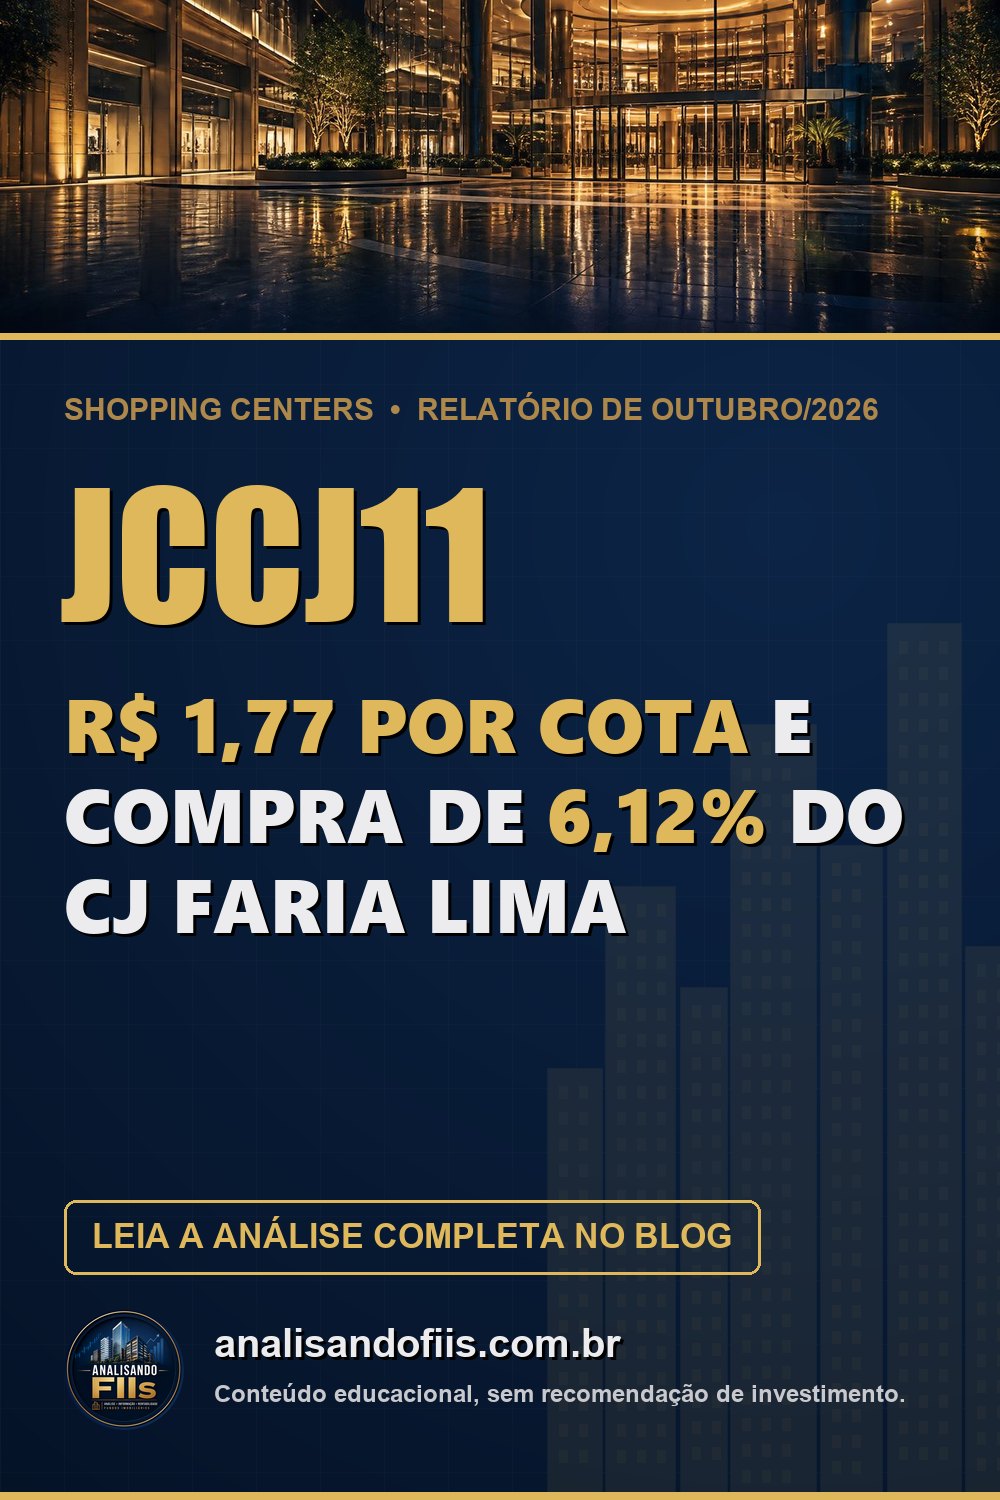 SHOPPING CENTERS • RELATÓRIO DE OUTUBRO/2026
JCCJ11
R$ 1,77 POR COTA E
COMPRA DE 6,12% DO
CJ FARIA LIMA
LEIA A ANÁLISE COMPLETA NO BLOG
ANALISANDO
FIIs
analisandofiis.com.br
Conteúdo educacional, sem recomendação de investimento.